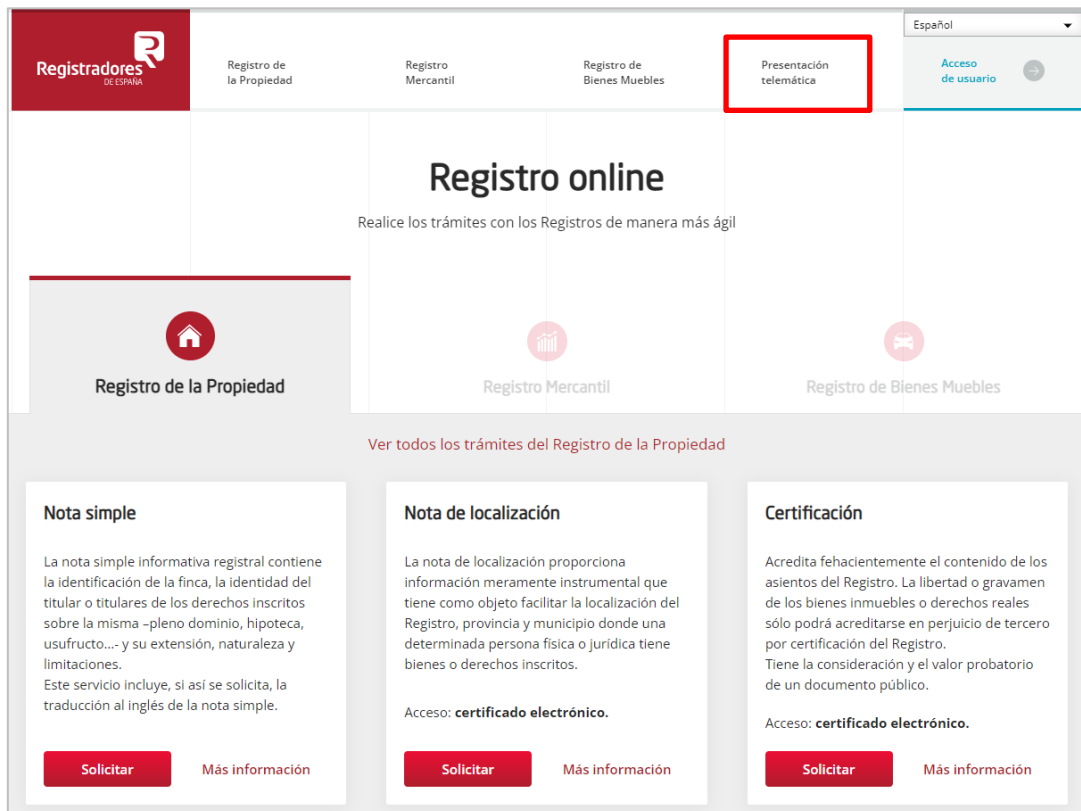 Registradores
DE ESPAÑA
Registro de
la Propiedad
Registro
Mercantil
Registro de
Bienes Muebles
Presentación
telemática
Español
Acceso
de usuario
Registro online
Realice los trámites con los Registros de manera más ágil
Registro de la Propiedad
Registro Mercantil
Registro de Bienes Muebles
Ver todos los trámites del Registro de la Propiedad
Nota simple
La nota simple informativa registral contiene
la identificación de la finca, la identidad del
titular o titulares de los derechos inscritos
sobre la misma –pleno dominio, hipoteca,
usufructo...- y su extensión, naturaleza y
limitaciones.
Este servicio incluye, si así se solicita, la
traducción al inglés de la nota simple.
Solicitar
Más información
Nota de localización
La nota de localización proporciona
información meramente instrumental que
tiene como objeto facilitar la localización del
Registro, provincia y municipio donde una
determinada persona física o jurídica tiene
bienes o derechos inscritos.
Acceso: certificado electrónico.
Solicitar
Más información
Certificación
Acredita fehacientemente el contenido de los
asientos del Registro. La libertad o gravamen
de los bienes inmuebles o derechos reales
sólo podrá acreditarse en perjuicio de tercero
por certificación del Registro.
Tiene la consideración y el valor probatorio
de un documento público.
Acceso: certificado electrónico.
Solicitar
Más información